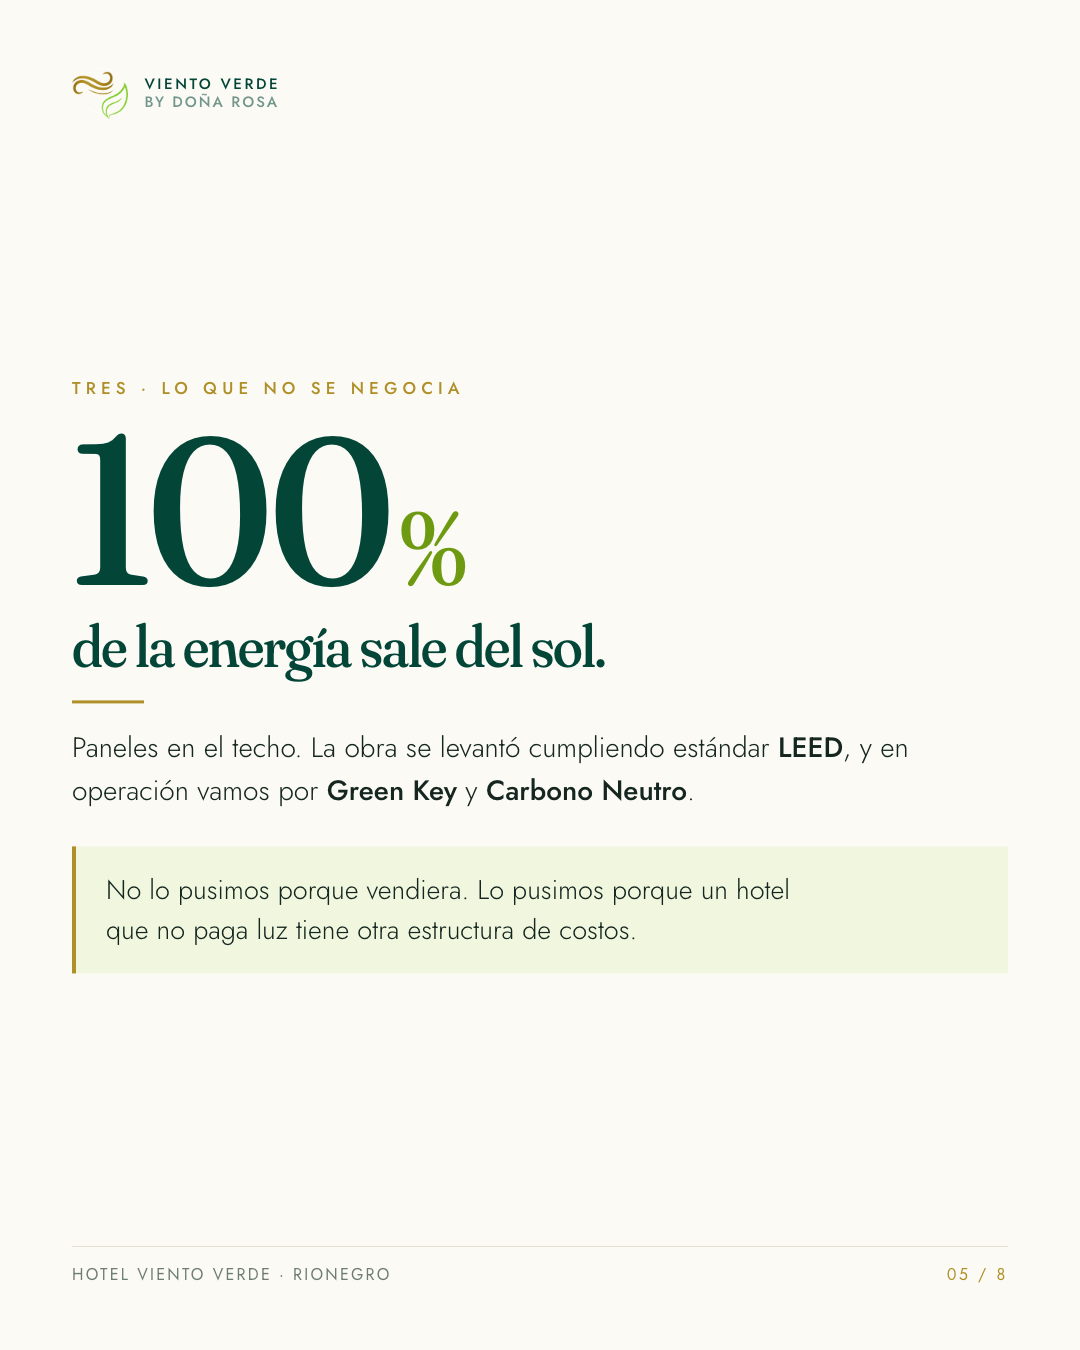 VIENTO VERDE
BY DOÑA ROSA
TRES · LO QUE NO SE NEGOCIA
100%
de la energía sale del sol.
Paneles en el techo. La obra se levantó cumpliendo estándar LEED, y en
operación vamos por Green Key y Carbono Neutro.
No lo pusimos porque vendiera. Lo pusimos porque un hotel
que no paga luz tiene otra estructura de costos.
HOTEL VIENTO VERDE · RIONEGRO
05 / 8